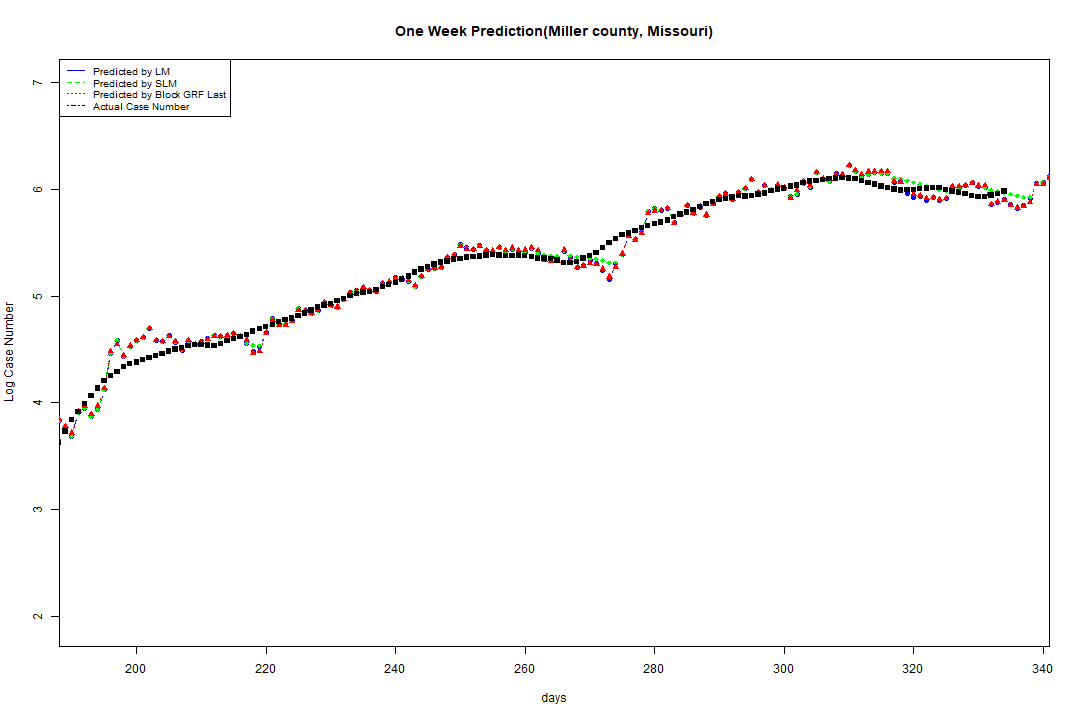 One Week Prediction(Miller county, Missouri)
Predicted by LM
Predicted by SLM
Predicted by Block GRF Last
Actual Case Number
Log Case Number
7
6
5
4
3
2
200 220 240 260 280 300 320 340
days